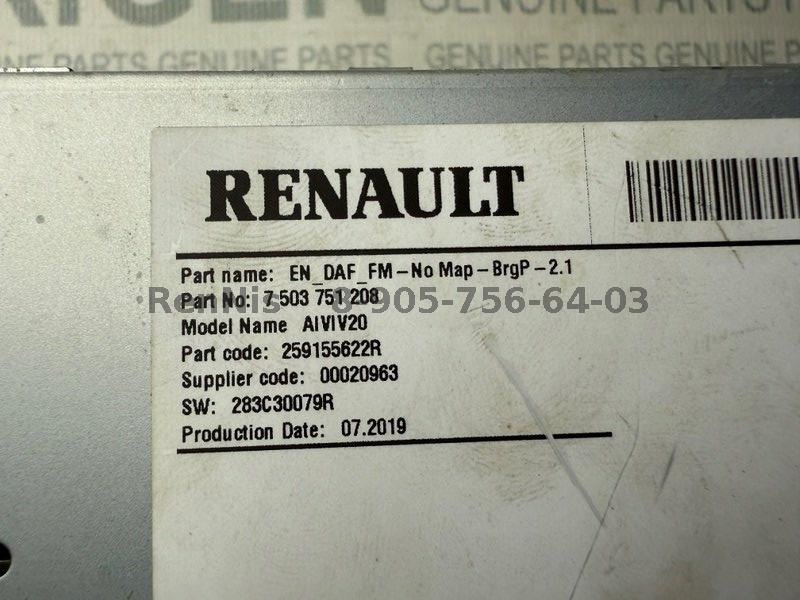 GENUINE PARTS
PARTS GENUINE PARTS GENUINE PARTS GENUINE
RENAULT
Part name: EN_DAF_FM-No Map-BrgP-2.1
Part No: 7 503 751 208
RenNis 8-905-756-64-03
Model Name AIVIV20
Part code: 259155622R
Supplier code: 00020963
SW: 283C30079R
Production Date: 07.2019